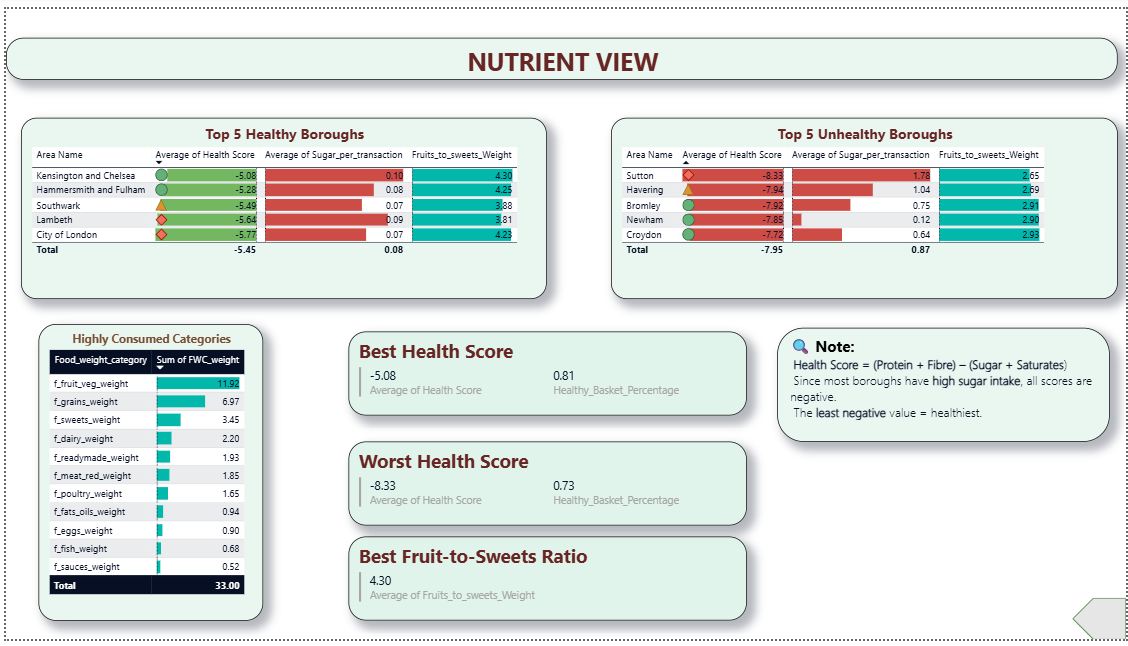 NUTRIENT VIEW
Top 5 Healthy Boroughs
Area Name Average of Health Score Average of Sugar_per_transaction Fruits_to_sweets_Weight
Kensington and Chelsea -5.08 0.10 4.30
Hammersmith and Fulham -5.28 0.08 4.25
Southwark -5.49 0.07 3.88
Lambeth -5.64 0.09 3.81
City of London -5.77 0.07 4.23
Total -5.45 0.08
Top 5 Unhealthy Boroughs
Area Name Average of Health Score Average of Sugar_per_transaction Fruits_to_sweets_Weight
Sutton -8.33 1.78 2.65
Havering -7.94 1.04 2.69
Bromley -7.92 0.75 2.91
Newham -7.85 0.12 2.90
Croydon -7.72 0.64 2.93
Total -7.95 0.87
Highly Consumed Categories
Food_weight_category Sum of FWC_weight
f_fruit_veg_weight 11.92
f_grains_weight 6.97
f_sweets_weight 3.45
f_dairy_weight 2.20
f_readymade_weight 1.93
f_meat_red_weight 1.85
f_poultry_weight 1.65
f_fats_oils_weight 0.94
f_eggs_weight 0.90
f_fish_weight 0.68
f_sauces_weight 0.52
Total 33.00
Best Health Score
-5.08 0.81
Average of Health Score Healthy_Basket_Percentage
Worst Health Score
-8.33 0.73
Average of Health Score Healthy_Basket_Percentage
Best Fruit-to-Sweets Ratio
4.30
Average of Fruits_to_sweets_Weight
Note:
Health Score = (Protein + Fibre) – (Sugar + Saturates)
Since most boroughs have high sugar intake, all scores are
negative.
The least negative value = healthiest.